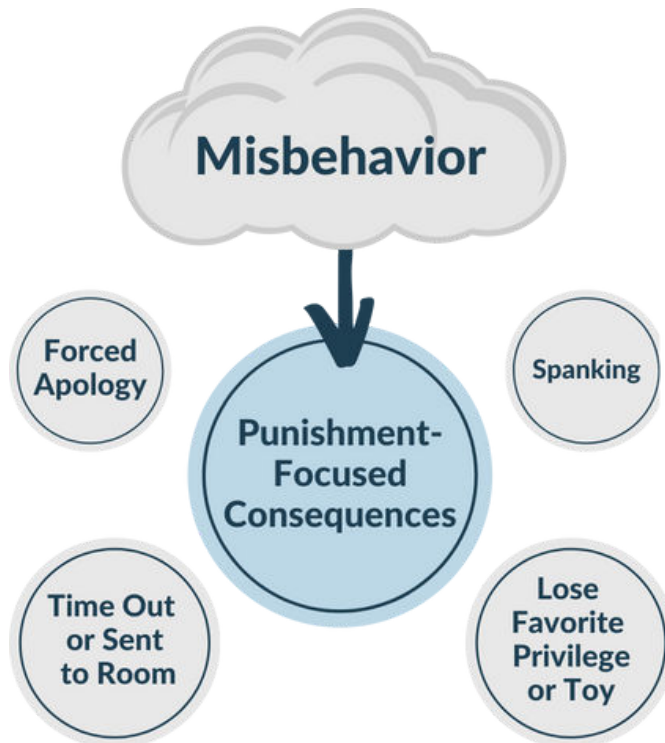 Misbehavior
Forced
Apology
Spanking
Punishment-
Focused
Consequences
Time Out
or Sent
to Room
Lose
Favorite
Privilege
or Toy